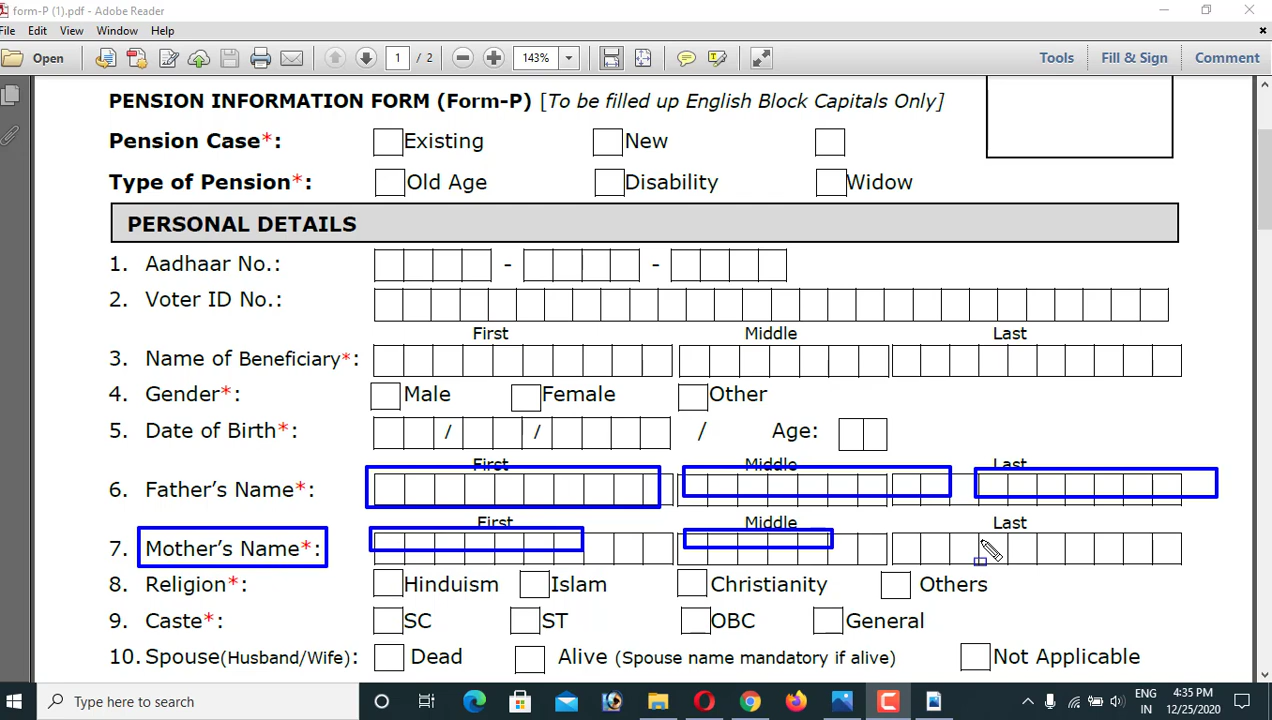 form-P (1).pdf - Adobe Reader
File Edit View Window Help
Open 1 / 2 143% Tools Fill & Sign Comment
PENSION INFORMATION FORM (Form-P) [To be filled up English Block Capitals Only]
Pension Case*: Existing New
Type of Pension*: Old Age Disability Widow
PERSONAL DETAILS
1. Aadhaar No.: - -
2. Voter ID No.:
First Middle Last
3. Name of Beneficiary*:
4. Gender*: Male Female Other
5. Date of Birth*: / / / Age:
First Middle Last
6. Father's Name*:
First Middle Last
7. Mother's Name*:
8. Religion*: Hinduism Islam Christianity Others
9. Caste*: SC ST OBC General
10. Spouse(Husband/Wife): Dead Alive (Spouse name mandatory if alive) Not Applicable
Type here to search ENG 4:35 PM
IN 12/25/2020